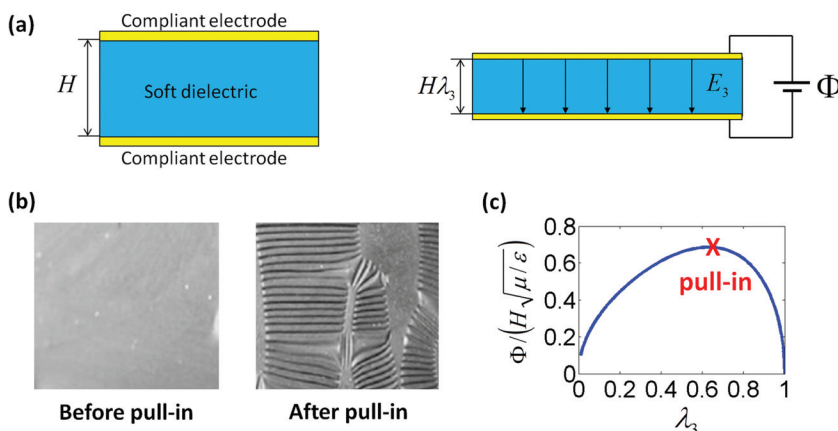 (a)
Compliant electrode
H
Soft dielectric
Compliant electrode
Hλ₃
E₃
Φ
(b)
Before pull-in
After pull-in
(c)
Φ/(H√μ/ε)
0.8
0.6
0.4
0.2
0
pull-in
0 0.2 0.4 0.6 0.8 1
λ₃